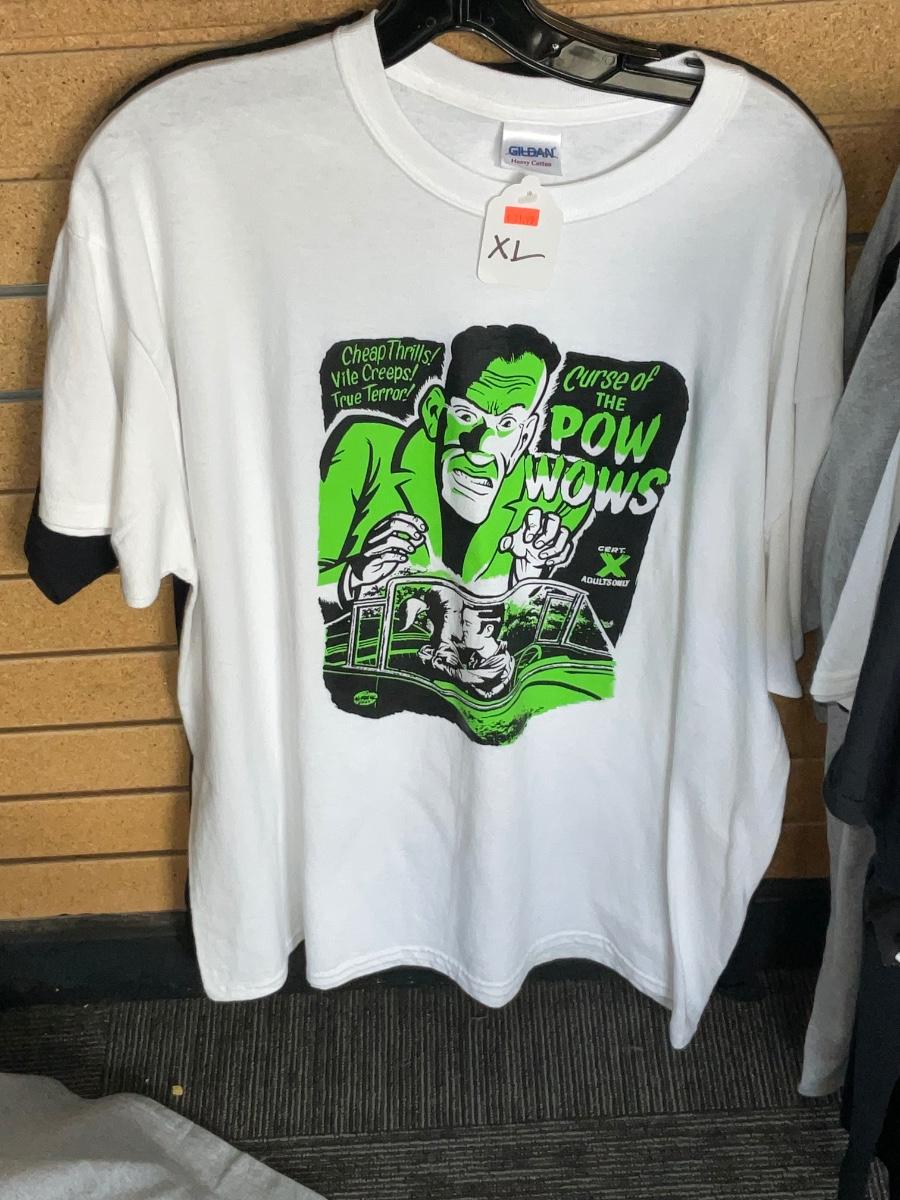 GILDAN
Heavy Cotton
XL
Cheap Thrills!
Vile Creeps!
True Terror!
Curse of
THE
POW
WOWS
CERT.
X
ADULTS ONLY